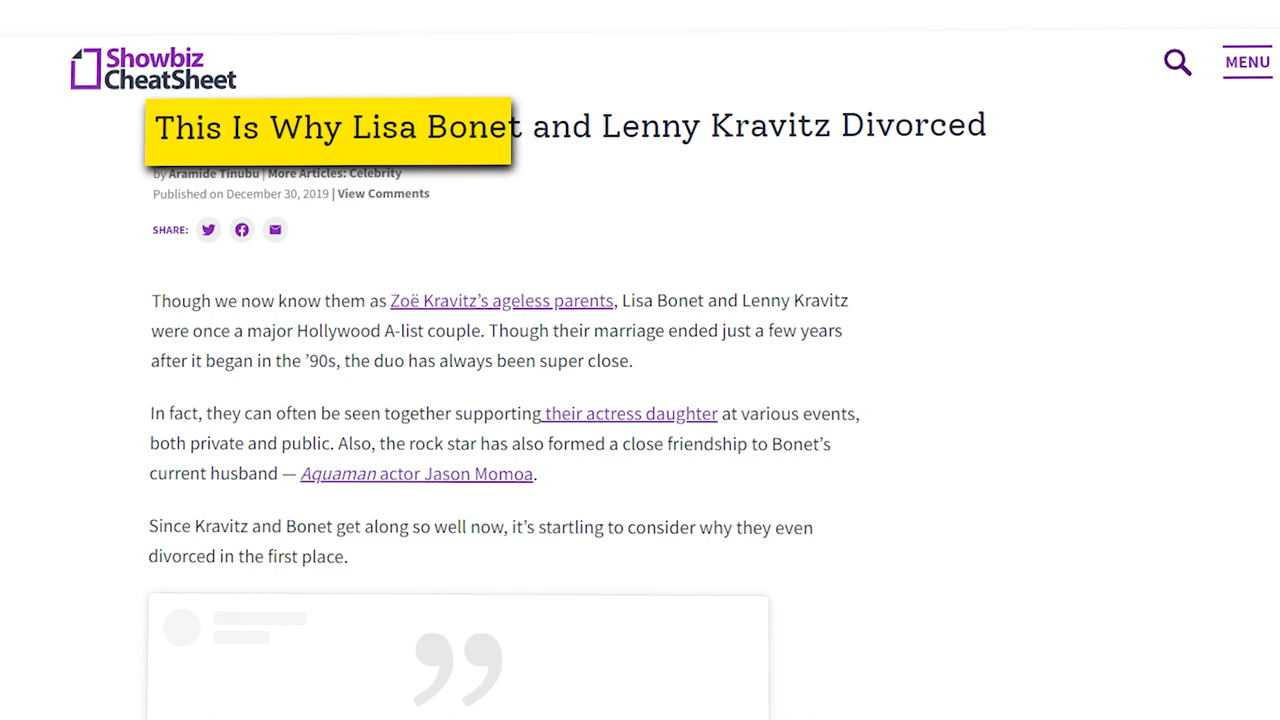 Showbiz
CheatSheet
MENU
This Is Why Lisa Bonet and Lenny Kravitz Divorced
by Aramide Tinubu | More Articles: Celebrity
Published on December 30, 2019 | View Comments
SHARE:
Though we now know them as Zoë Kravitz’s ageless parents, Lisa Bonet and Lenny Kravitz
were once a major Hollywood A-list couple. Though their marriage ended just a few years
after it began in the ’90s, the duo has always been super close.
In fact, they can often be seen together supporting their actress daughter at various events,
both private and public. Also, the rock star has also formed a close friendship to Bonet’s
current husband — Aquaman actor Jason Momoa.
Since Kravitz and Bonet get along so well now, it’s startling to consider why they even
divorced in the first place.
”